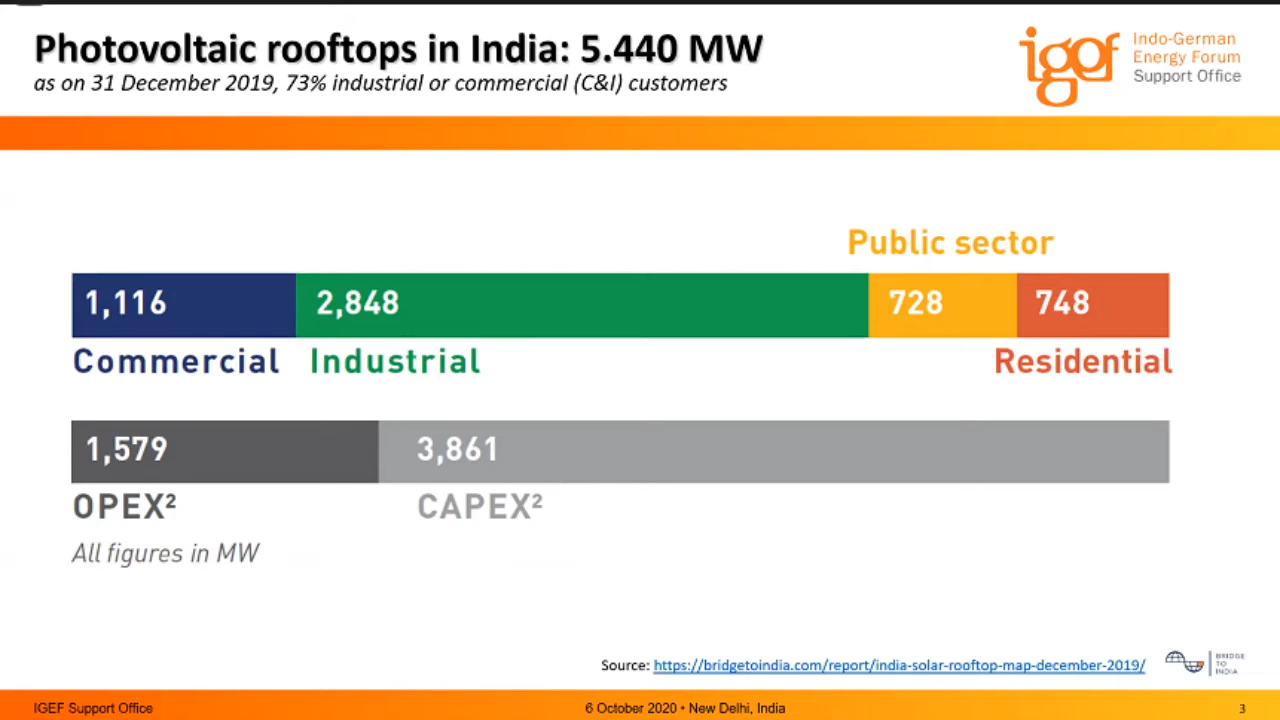 Photovoltaic rooftops in India: 5.440 MW
as on 31 December 2019, 73% industrial or commercial (C&I) customers
igef
Indo-German
Energy Forum
Support Office
Public sector
1,116 2,848 728 748
Commercial Industrial Residential
1,579 3,861
OPEX² CAPEX²
All figures in MW
Source: https://bridgetoindia.com/report/india-solar-rooftop-map-december-2019/
BRIDGE
TO
INDIA
IGEF Support Office 6 October 2020 • New Delhi, India 3